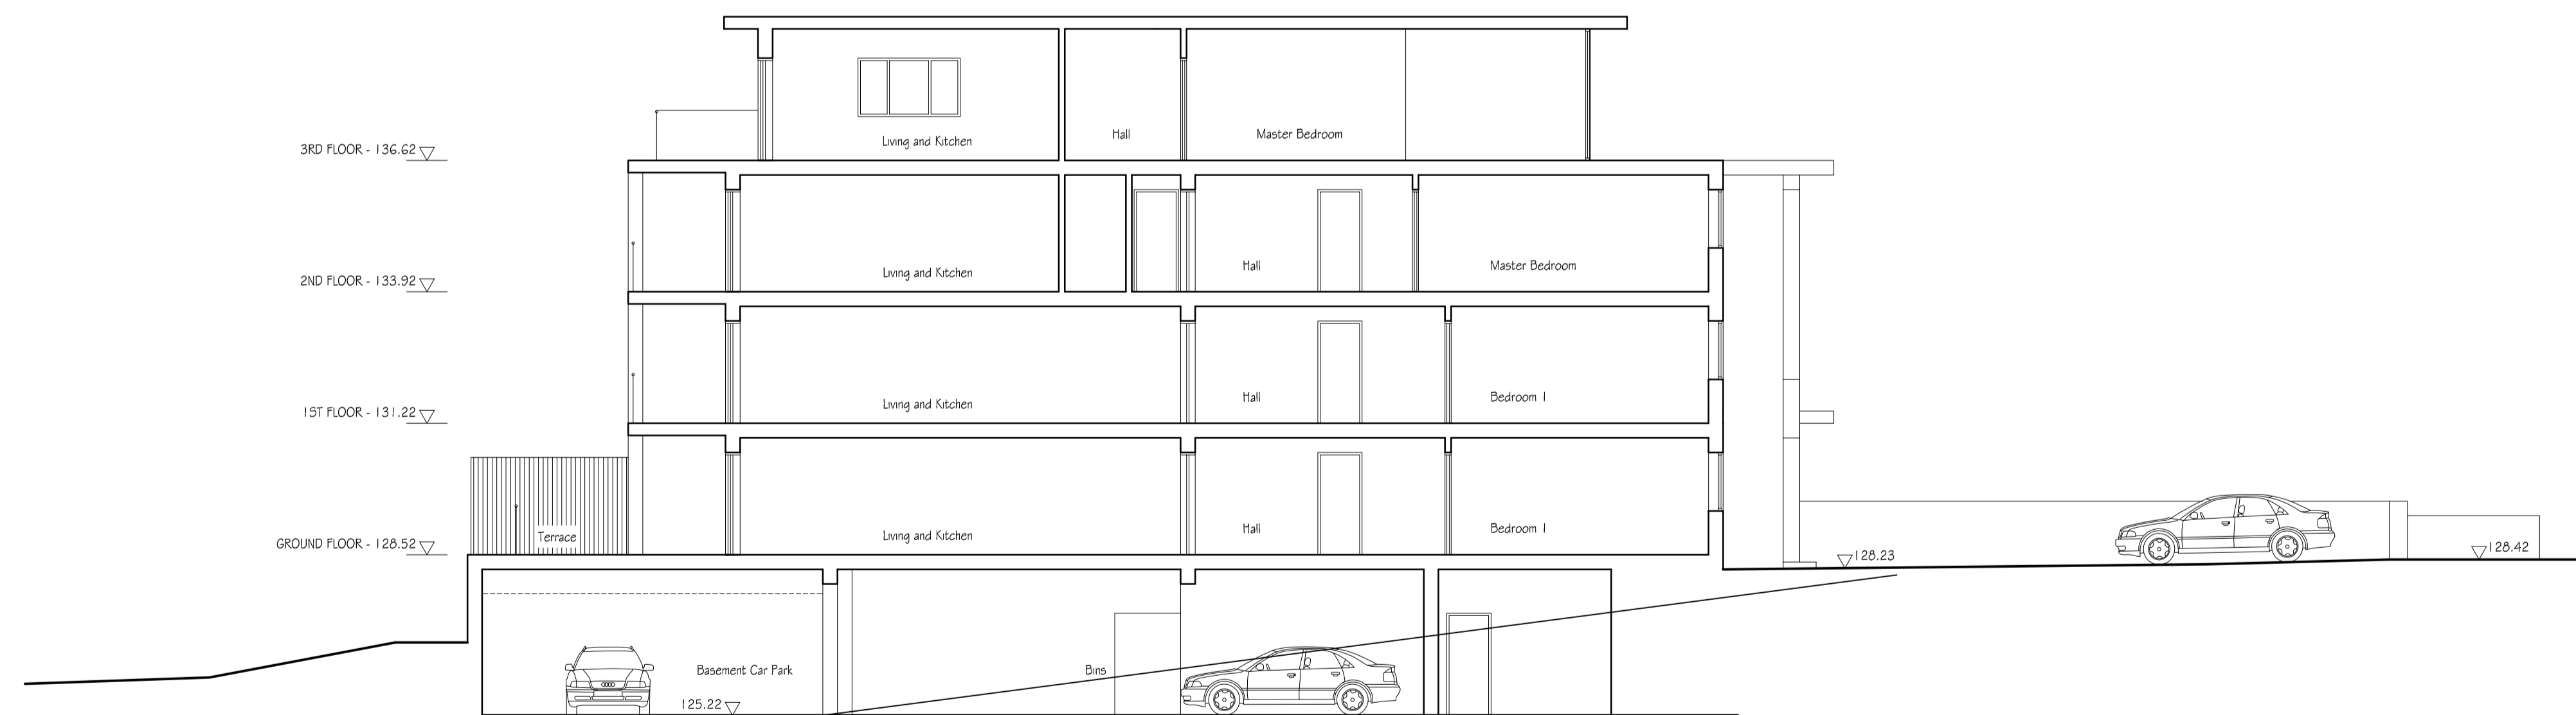 Living and Kitchen
Hall
Master Bedroom
3RD FLOOR - 136.62
Living and Kitchen
Hall
Master Bedroom
2ND FLOOR - 133.92
Living and Kitchen
Hall
Bedroom 1
1ST FLOOR - 131.22
Terrace
Living and Kitchen
Hall
Bedroom 1
GROUND FLOOR - 128.52
128.23
128.42
Basement Car Park
Bins
125.22